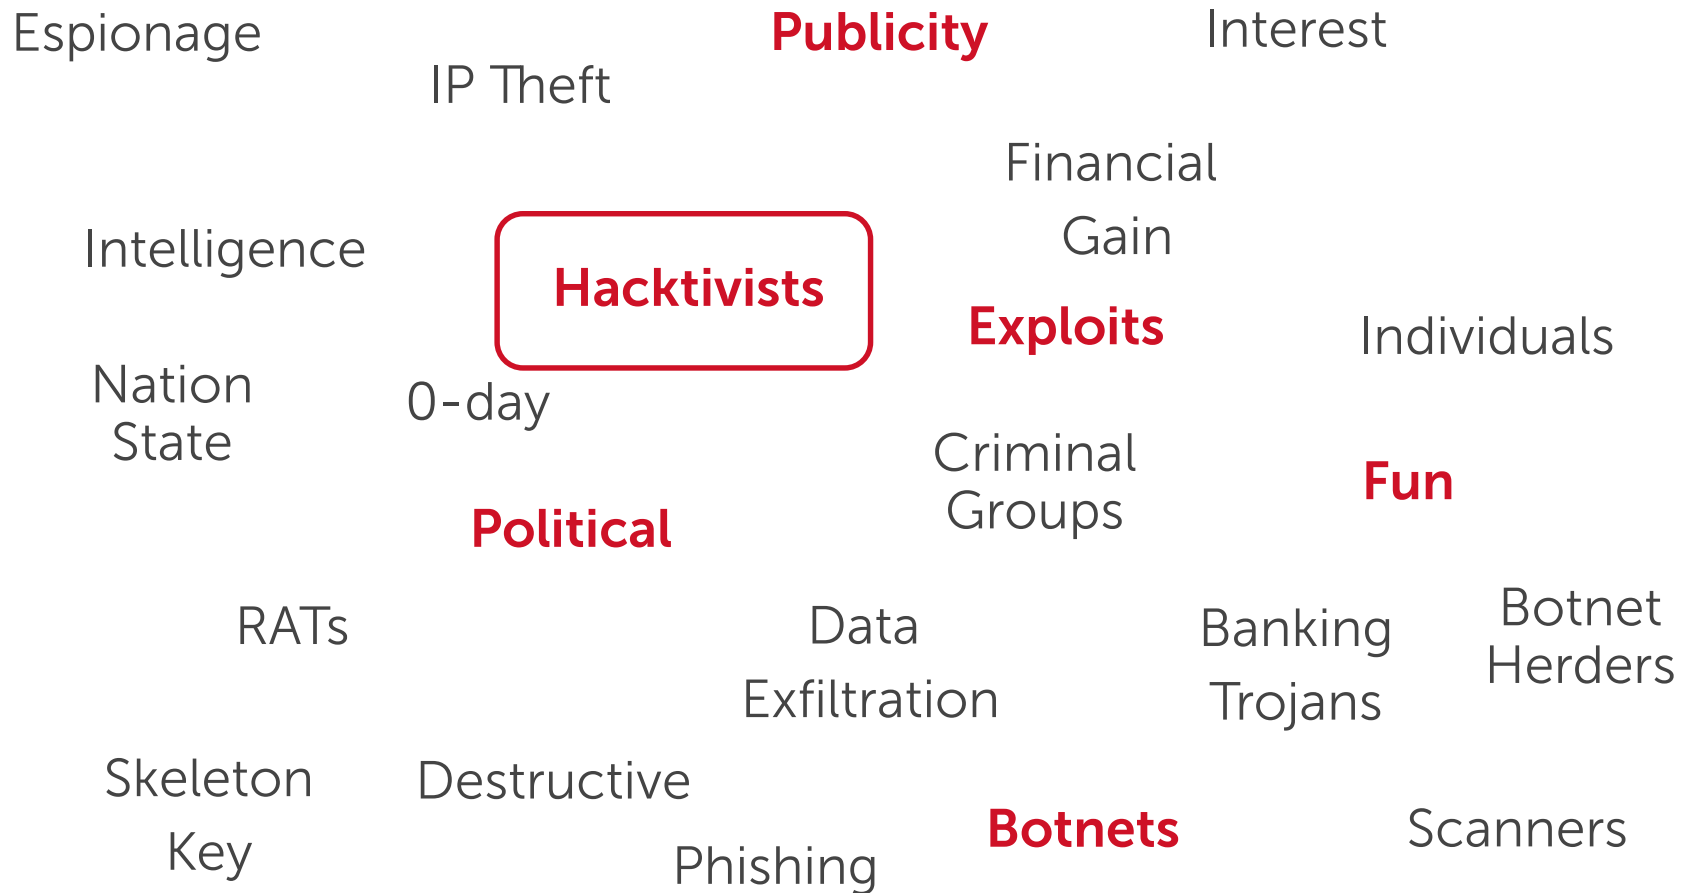 Espionage
Publicity
Interest
IP Theft
Financial
Gain
Intelligence
Hacktivists
Exploits
Individuals
Nation
State
0-day
Criminal
Groups
Fun
Political
RATs
Data
Exfiltration
Banking
Trojans
Botnet
Herders
Skeleton
Key
Destructive
Phishing
Botnets
Scanners